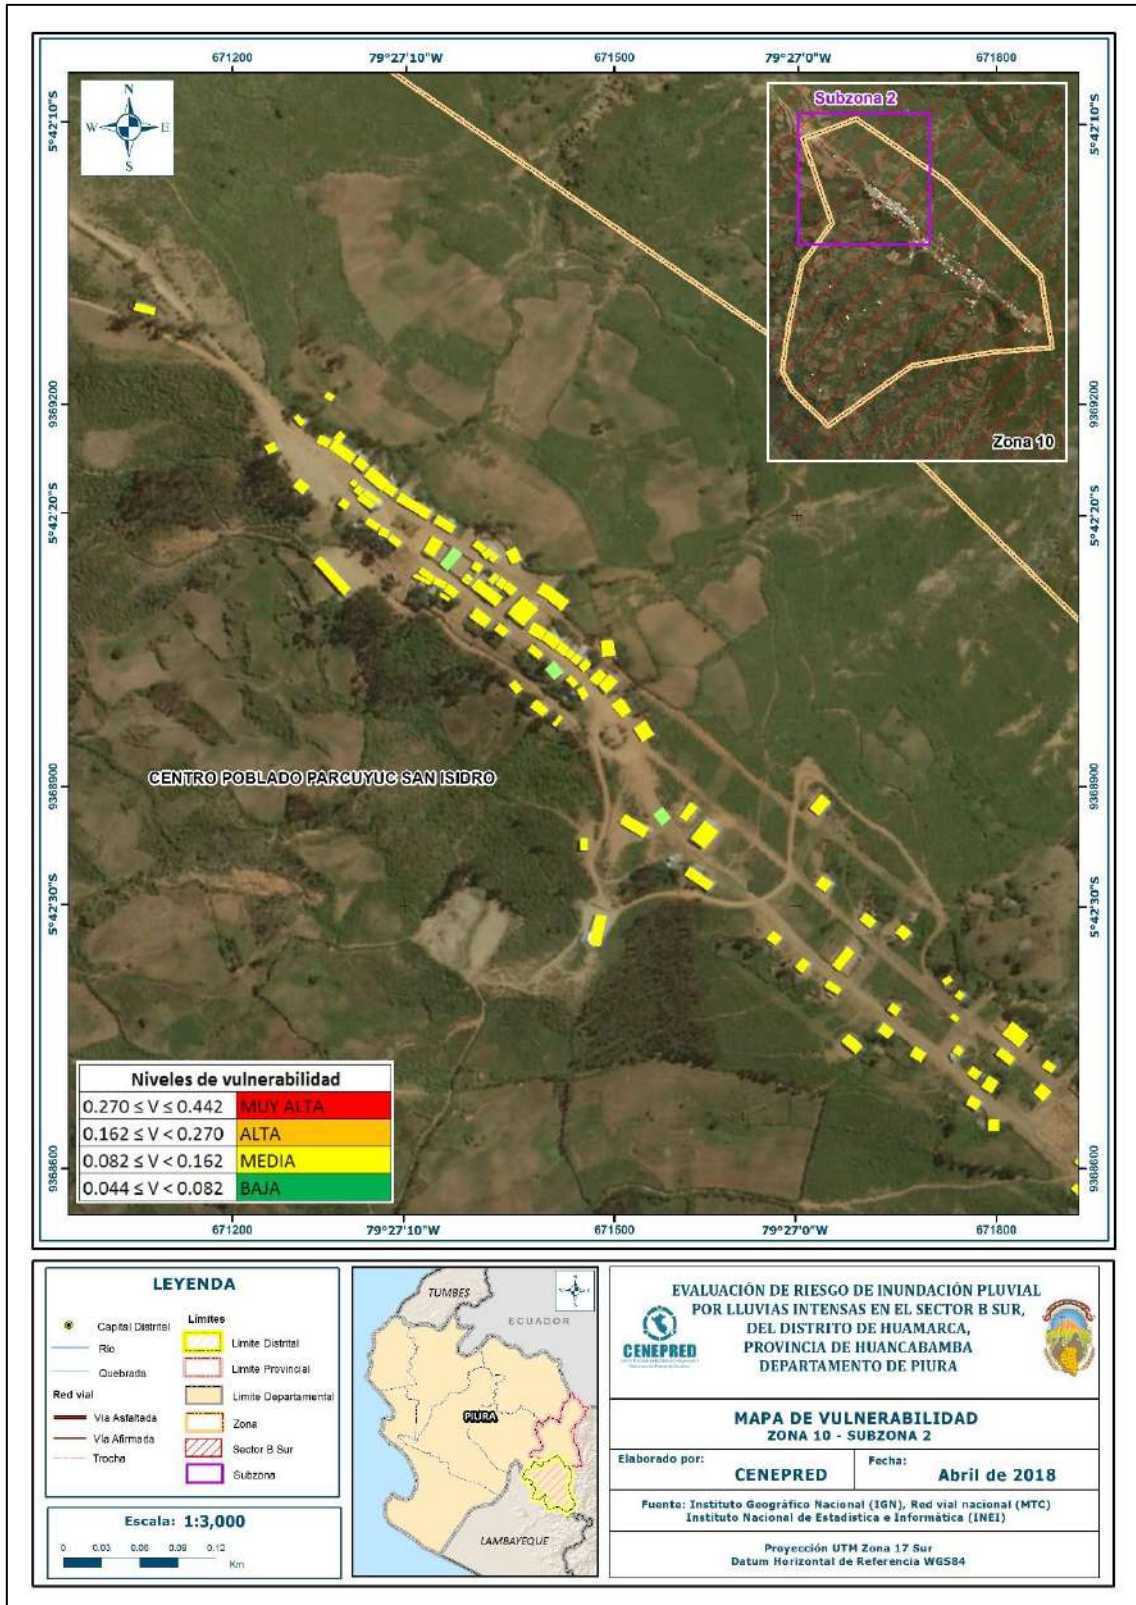 671200 79°27'10"W 671500 79°27'0"W 671800
5°42'10"S
5°42'10"S
N
W E
S
Subzona 2
Zona 10
9369200
9369200
5°42'20"S
5°42'20"S
CENTRO POBLADO PARCUYUC SAN ISIDRO
9368900
9368900
5°42'30"S
5°42'30"S
9368600
9368600
Niveles de vulnerabilidad
0.270 ≤ V ≤ 0.442 MUY ALTA
0.162 ≤ V < 0.270 ALTA
0.082 ≤ V < 0.162 MEDIA
0.044 ≤ V < 0.082 BAJA
671200 79°27'10"W 671500 79°27'0"W 671800
LEYENDA
Capital Distrital
Río
Quebrada
Red vial
Vía Asfaltada
Vía Afirmada
Trocha
Límites
Límite Distrital
Límite Provincial
Límite Departamental
Zona
Sector B Sur
Subzona
Escala: 1:3,000
0 0.03 0.06 0.09 0.12
Km
TUMBES
ECUADOR
PIURA
LAMBAYEQUE
CENEPRED
EVALUACIÓN DE RIESGO DE INUNDACIÓN PLUVIAL
POR LLUVIAS INTENSAS EN EL SECTOR B SUR,
DEL DISTRITO DE HUAMARCA,
PROVINCIA DE HUANCABAMBA
DEPARTAMENTO DE PIURA
MAPA DE VULNERABILIDAD
ZONA 10 - SUBZONA 2
Elaborado por:
CENEPRED
Fecha:
Abril de 2018
Fuente: Instituto Geográfico Nacional (IGN), Red vial nacional (MTC)
Instituto Nacional de Estadística e Informática (INEI)
Proyección UTM Zona 17 Sur
Datum Horizontal de Referencia WGS84